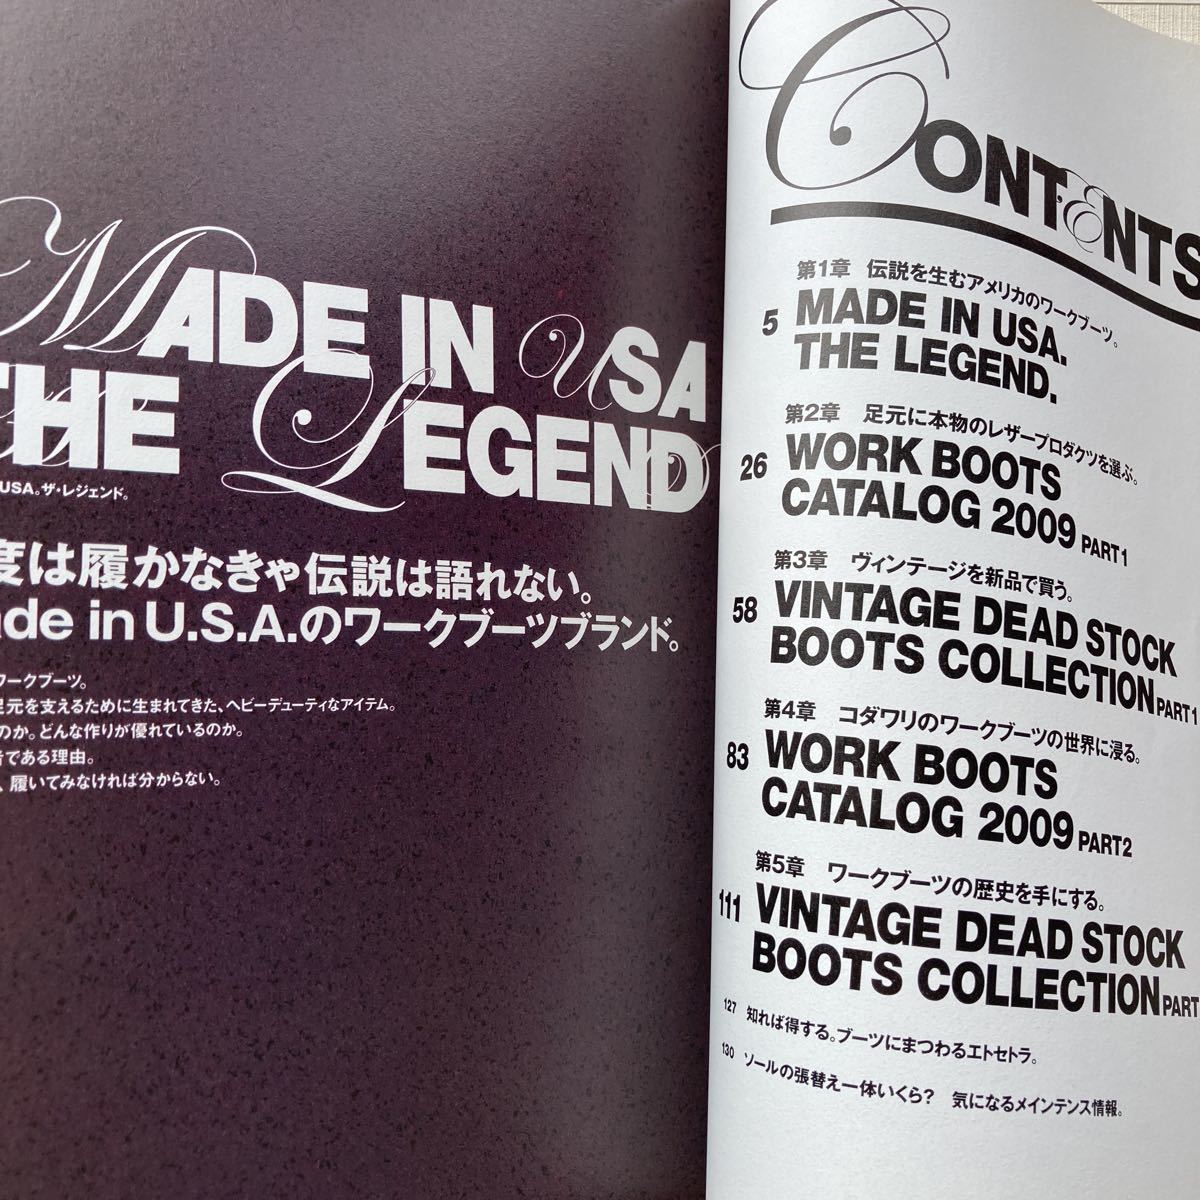 MADE IN USA
THE LEGEND
USA。ザ・レジェンド。
度は履かなきゃ伝説は語れない。
ade in U.S.A.のワークブーツブランド。
ワークブーツ。
足元を支えるために生まれてきた、ヘビーデューティなアイテム。
のか。どんな作りが優れているのか。
である理由。
、履いてみなければ分からない。
CONTENTS
第1章 伝説を生むアメリカのワークブーツ。
5 MADE IN USA.
THE LEGEND.
第2章 足元に本物のレザープロダクツを選ぶ。
26 WORK BOOTS
CATALOG 2009 PART1
第3章 ヴィンテージを新品で買う。
58 VINTAGE DEAD STOCK
BOOTS COLLECTION PART1
第4章 コダワリのワークブーツの世界に浸る。
83 WORK BOOTS
CATALOG 2009 PART2
第5章 ワークブーツの歴史を手にする。
111 VINTAGE DEAD STOCK
BOOTS COLLECTION PART
127 知れば得する。ブーツにまつわるエトセトラ。
130 ソールの張替え一体いくら? 気になるメインテンス情報。